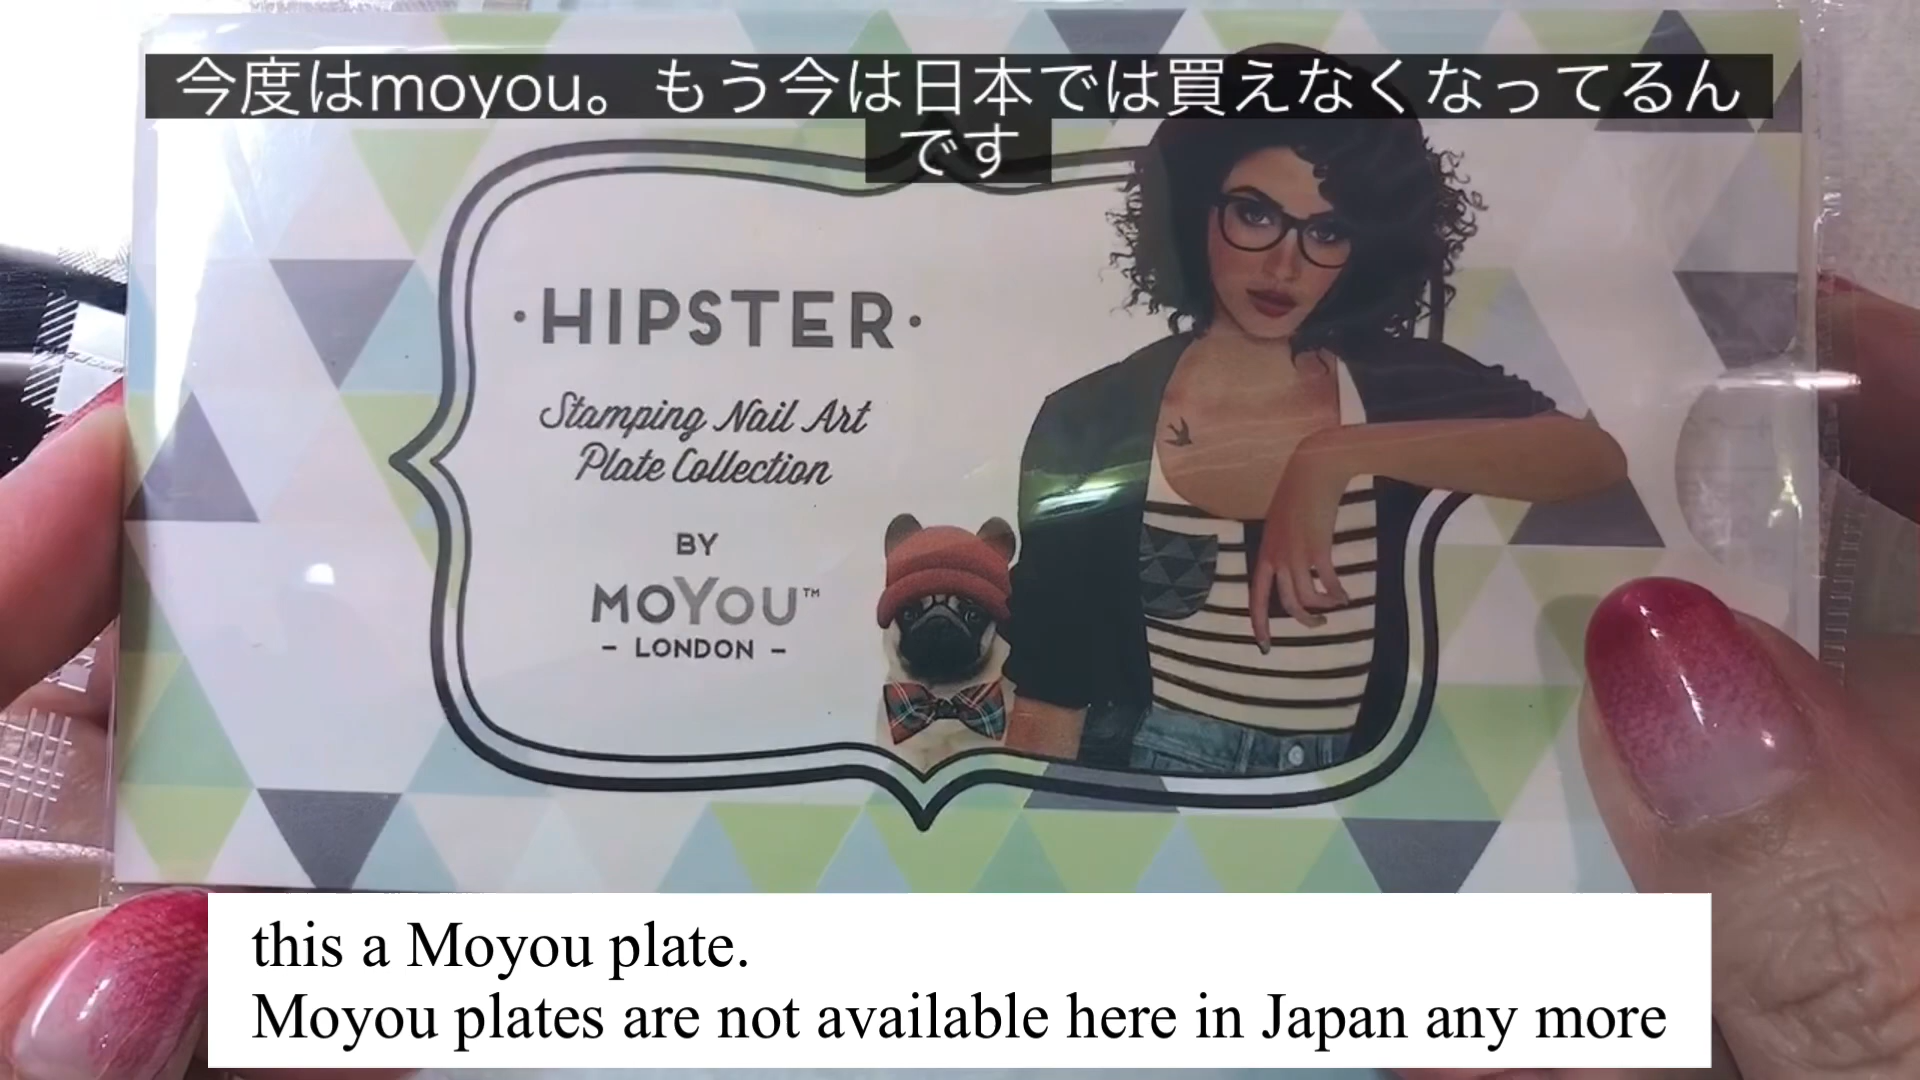 今度はmoyou。もう今は日本では買えなくなってるん
です
·HIPSTER·
Stamping Nail Art
Plate Collection
BY
MOYOU™
- LONDON -
this a Moyou plate.
Moyou plates are not available here in Japan any more